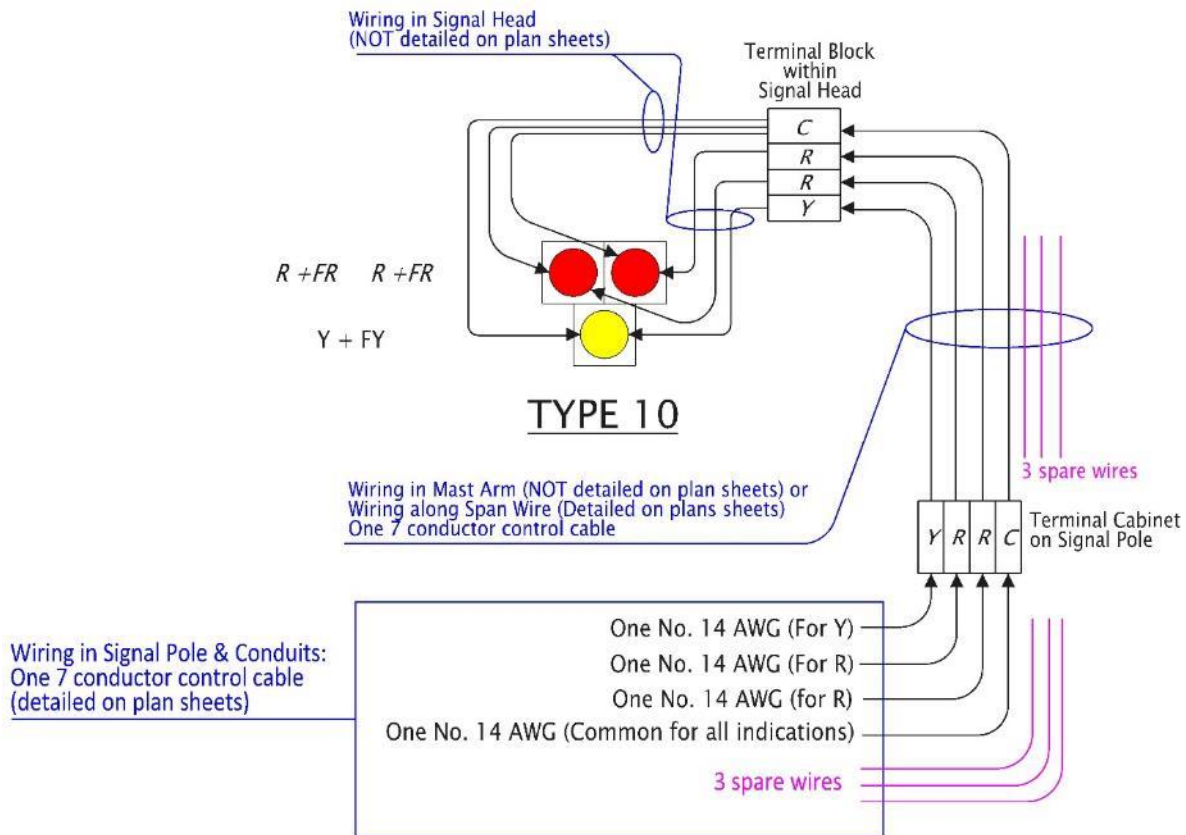 Wiring in Signal Head
(NOT detailed on plan sheets)
Terminal Block
within
Signal Head
C
R
R
Y
R +FR R +FR
Y + FY
TYPE 10
3 spare wires
Wiring in Mast Arm (NOT detailed on plan sheets) or
Wiring along Span Wire (Detailed on plans sheets)
One 7 conductor control cable
Y R R C
Terminal Cabinet
on Signal Pole
Wiring in Signal Pole & Conduits:
One 7 conductor control cable
(detailed on plan sheets)
One No. 14 AWG (For Y)
One No. 14 AWG (For R)
One No. 14 AWG (for R)
One No. 14 AWG (Common for all indications)
3 spare wires